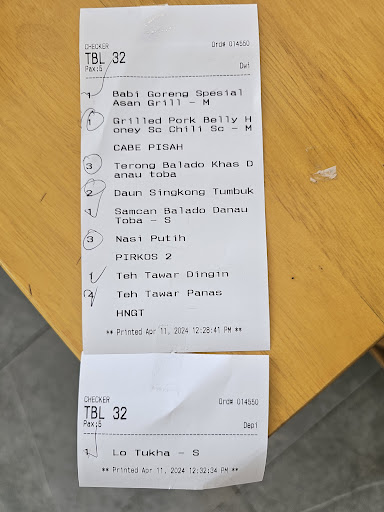 CHECKER Ord# 014550
TBL 32
Pax:5 Dwi
1 Babi Goreng Spesial
Asan Grill - M
1 Grilled Pork Belly H
oney Sc Chili Sc - M
CABE PISAH
3 Terong Balado Khas D
anau toba
2 Daun Singkong Tumbuk
Samcan Balado Danau
Toba - S
3 Nasi Putih
PIRKOS 2
1 Teh Tawar Dingin
4 Teh Tawar Panas
HNGT
** Printed Apr 11, 2024 12:28:41 PM **
CHECKER Ord# 014550
TBL 32
Pax:5 Depi
1 Lo Tukha - S
** Printed Apr 11, 2024 12:32:34 PM **